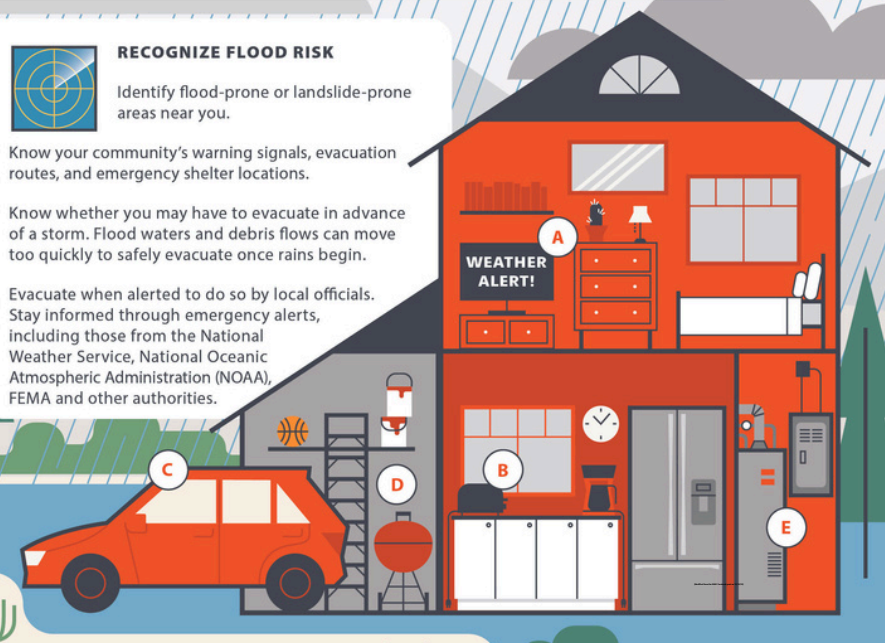 RECOGNIZE FLOOD RISK
Identify flood-prone or landslide-prone
areas near you.
Know your community’s warning signals, evacuation
routes, and emergency shelter locations.
Know whether you may have to evacuate in advance
of a storm. Flood waters and debris flows can move
too quickly to safely evacuate once rains begin.
Evacuate when alerted to do so by local officials.
Stay informed through emergency alerts,
including those from the National
Weather Service, National Oceanic
Atmospheric Administration (NOAA),
FEMA and other authorities.
A
WEATHER
ALERT!
C
B
D
E